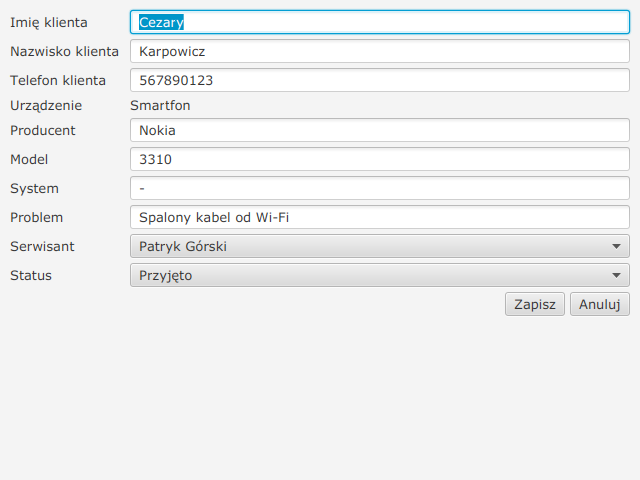 Imię klienta Cezary
Nazwisko klienta Karpowicz
Telefon klienta 567890123
Urządzenie Smartfon
Producent Nokia
Model 3310
System -
Problem Spalony kabel od Wi-Fi
Serwisant Patryk Górski
Status Przyjęto
Zapisz Anuluj